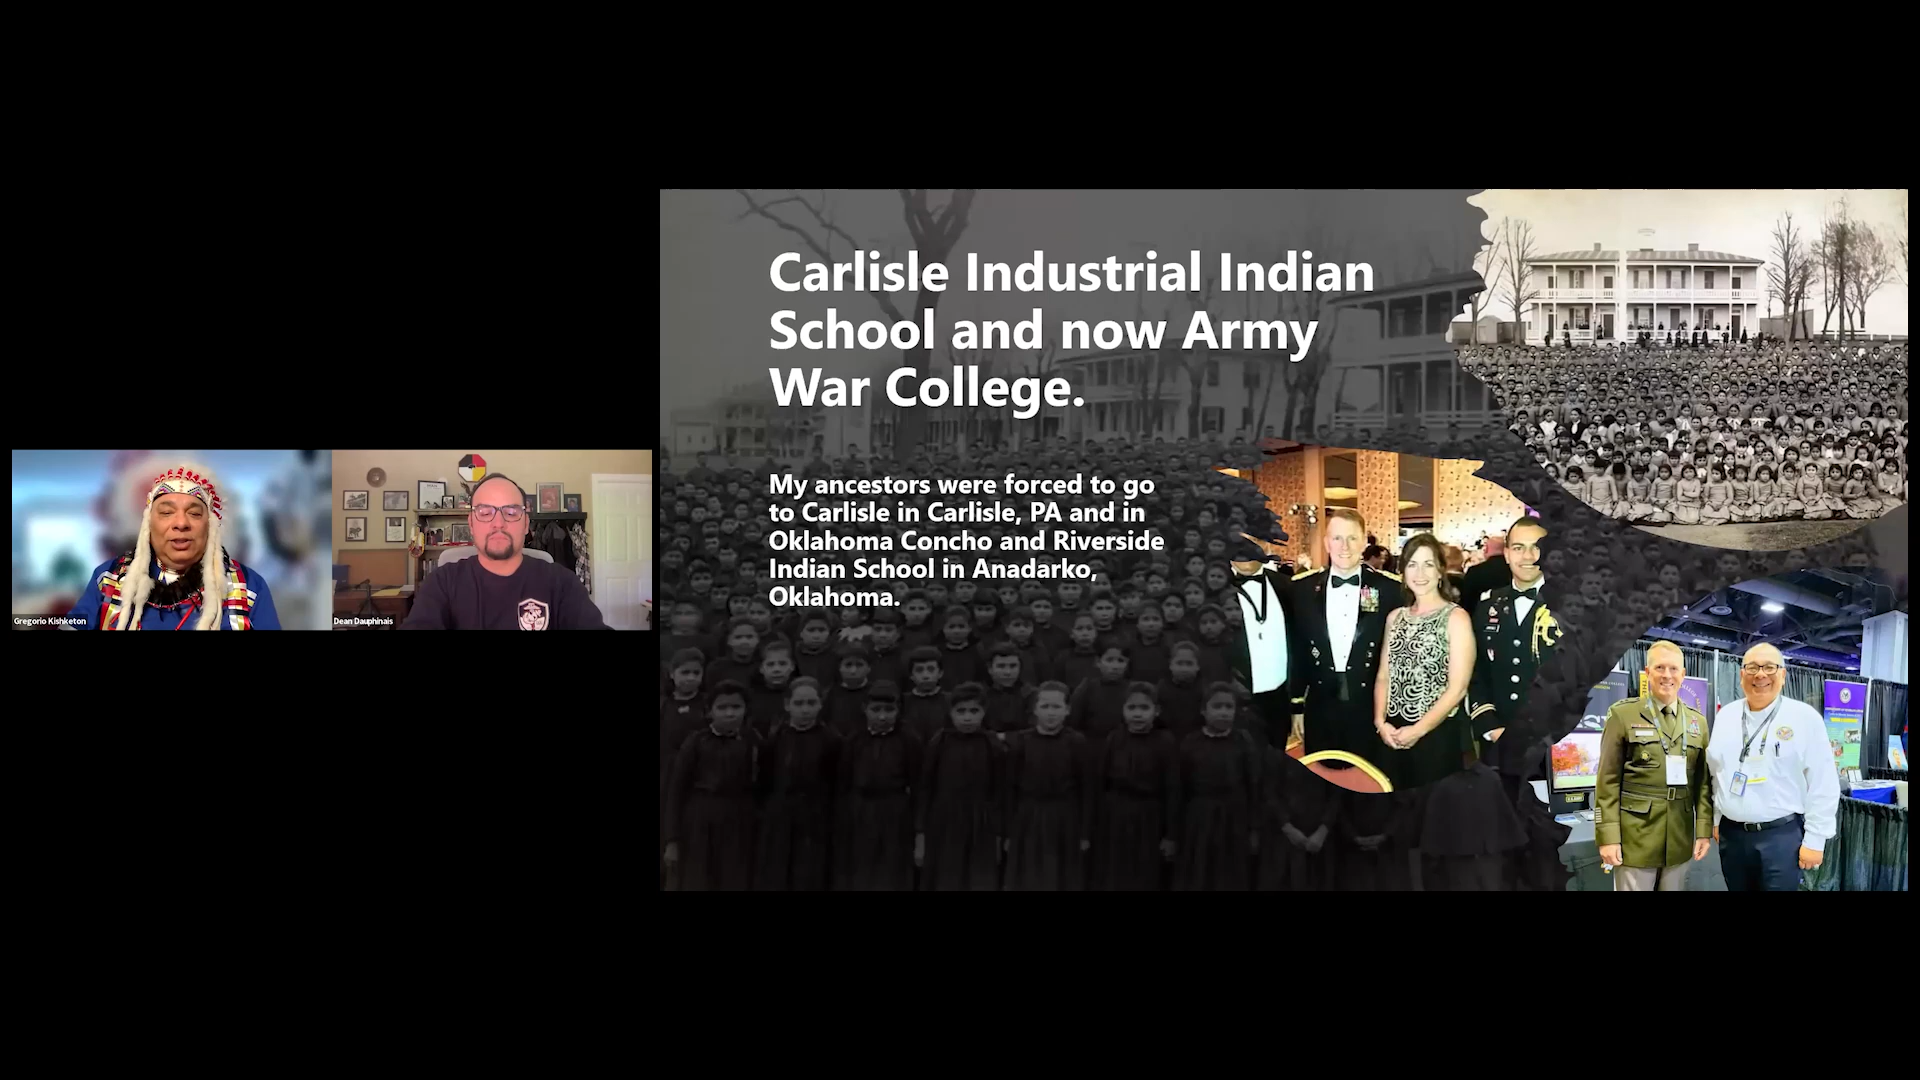 Carlisle Industrial Indian
School and now Army
War College.
My ancestors were forced to go
to Carlisle in Carlisle, PA and in
Oklahoma Concho and Riverside
Indian School in Anadarko,
Oklahoma.
Gregorio Kishketon
Dean Dauphinais